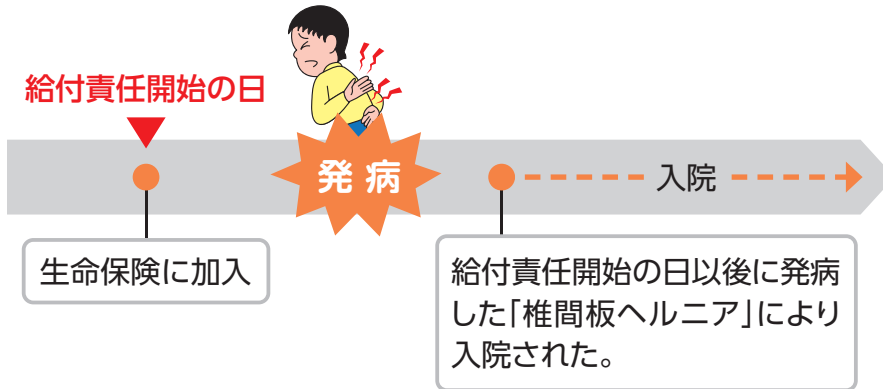 給付責任開始の日
発病
入院
生命保険に加入
給付責任開始の日以後に発病
した「椎間板ヘルニア」により
入院された。